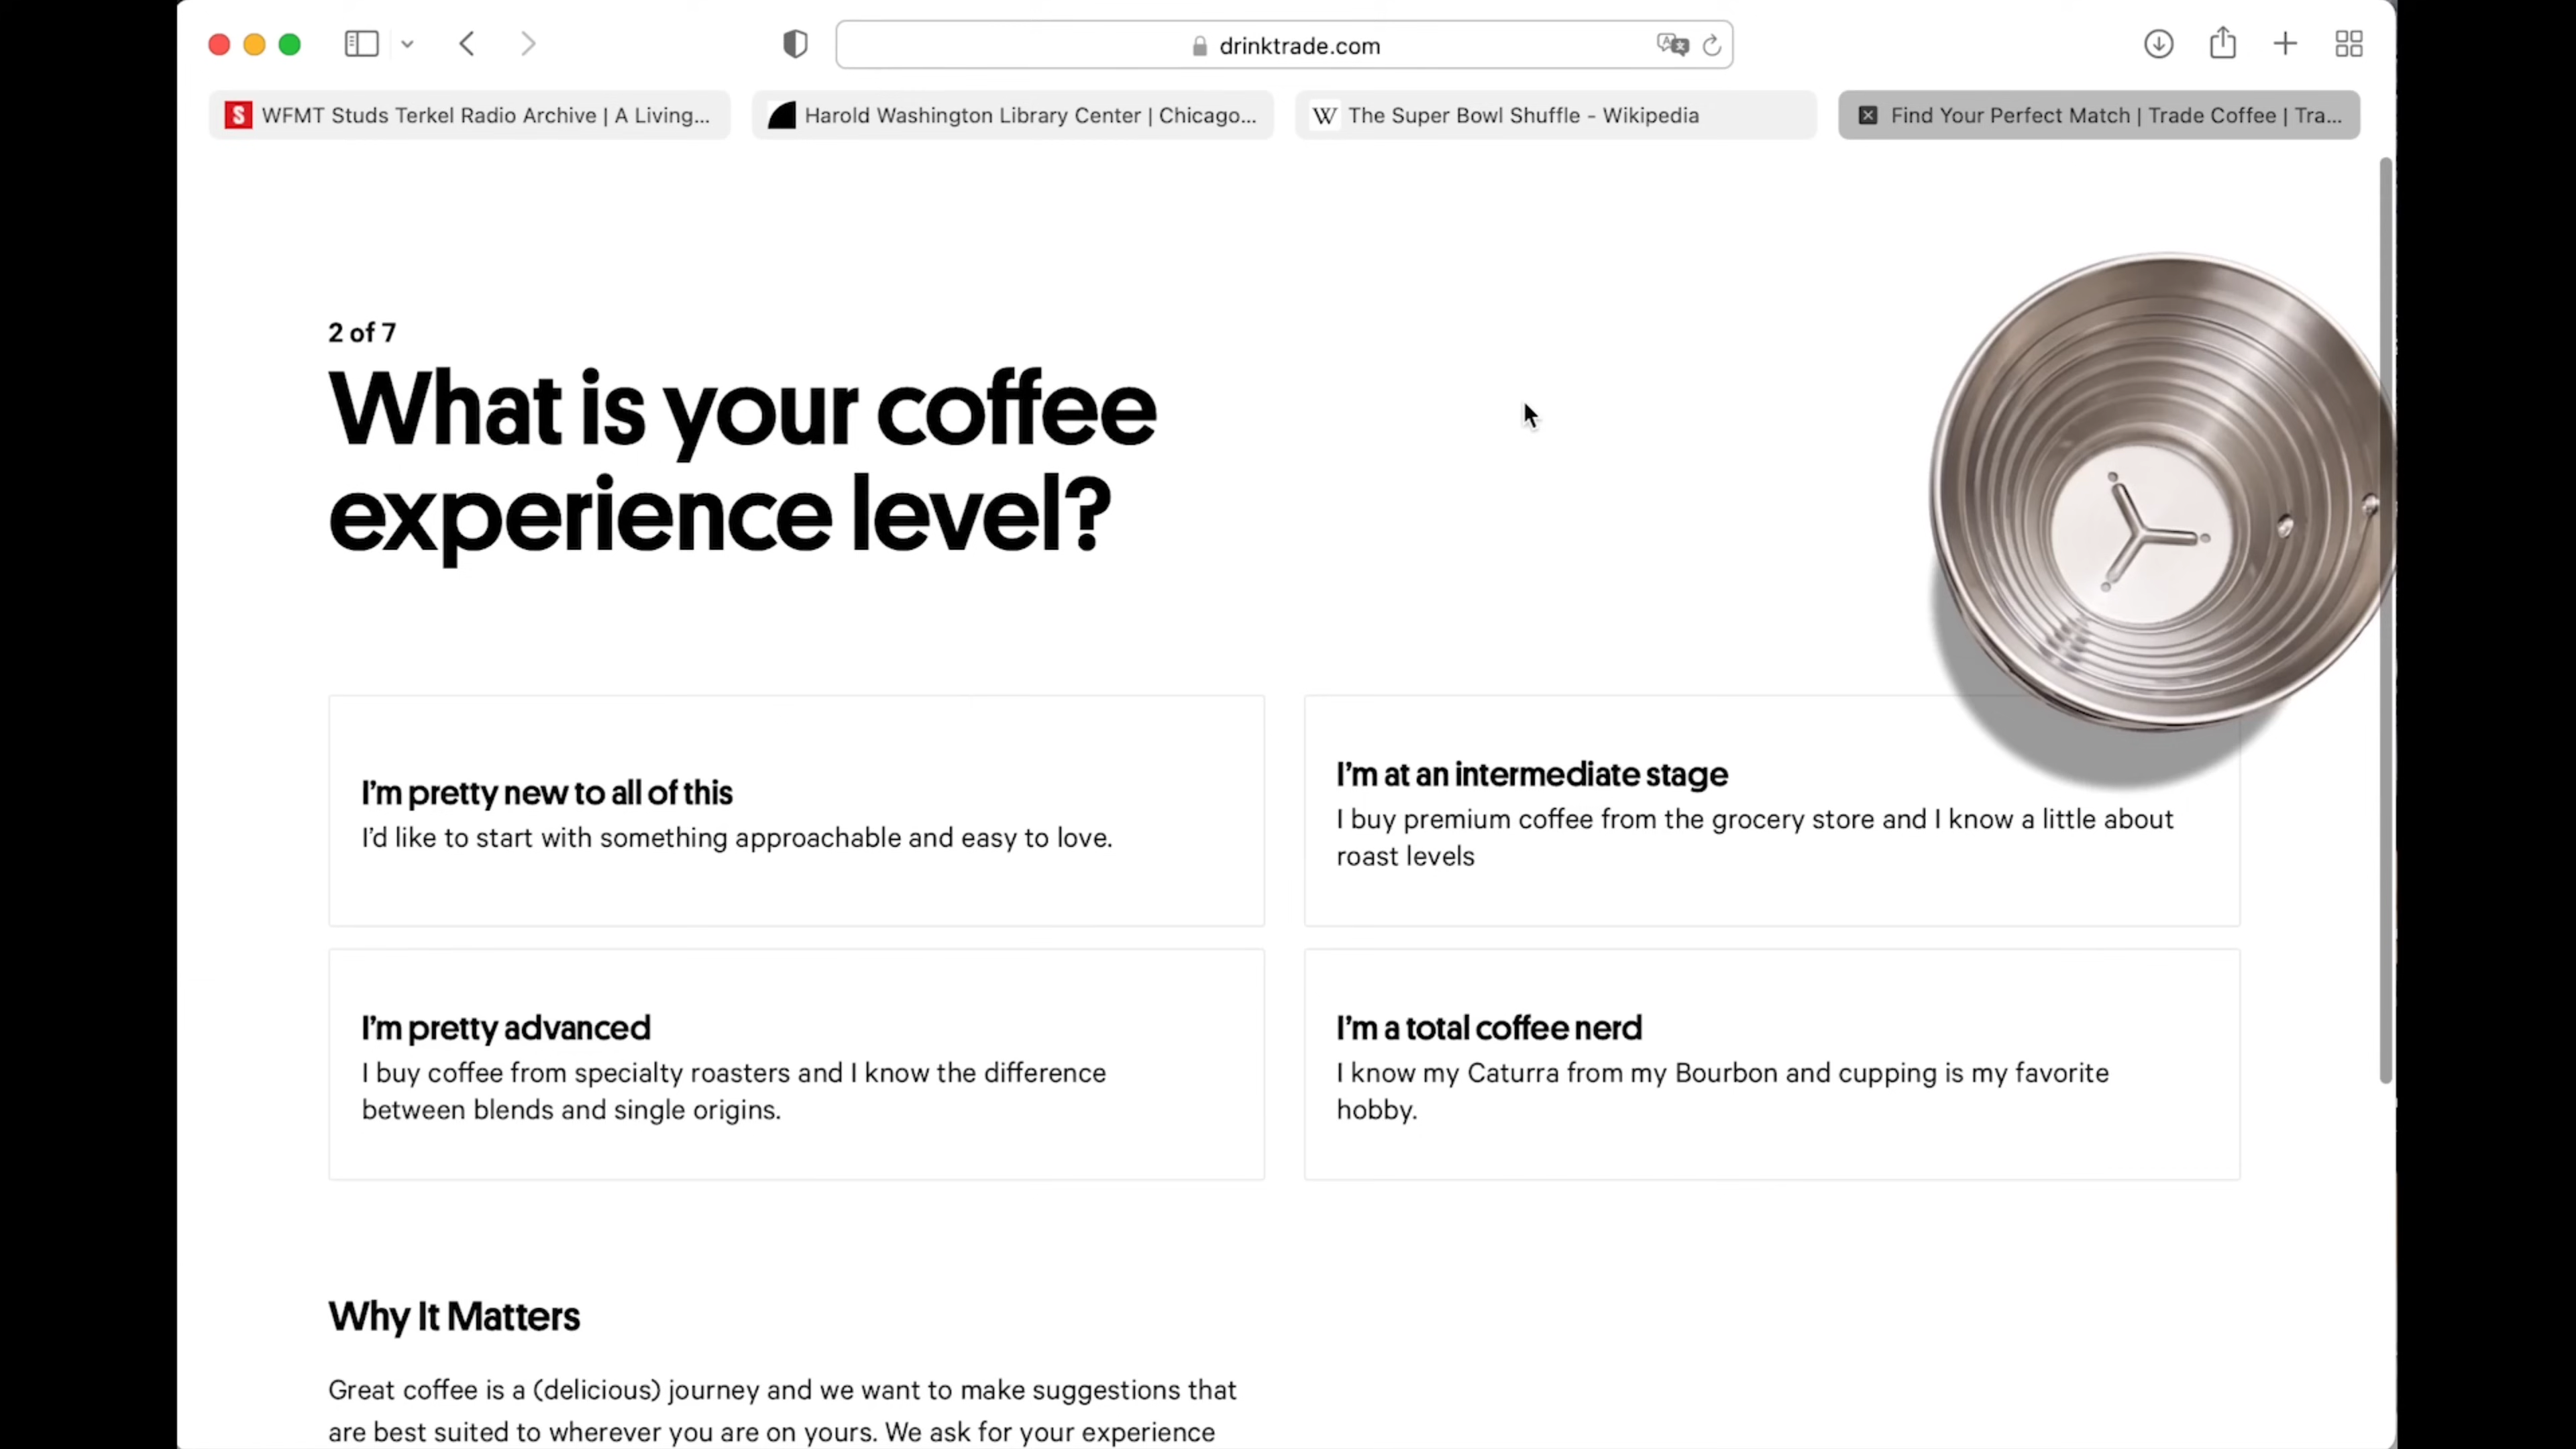 drinktrade.com
S WFMT Studs Terkel Radio Archive | A Living...
Harold Washington Library Center | Chicago...
W The Super Bowl Shuffle - Wikipedia
Find Your Perfect Match | Trade Coffee | Tra...
2 of 7
What is your coffee
experience level?
I'm pretty new to all of this
I'd like to start with something approachable and easy to love.
I'm at an intermediate stage
I buy premium coffee from the grocery store and I know a little about
roast levels
I'm pretty advanced
I buy coffee from specialty roasters and I know the difference
between blends and single origins.
I'm a total coffee nerd
I know my Caturra from my Bourbon and cupping is my favorite
hobby.
Why It Matters
Great coffee is a (delicious) journey and we want to make suggestions that
are best suited to wherever you are on yours. We ask for your experience